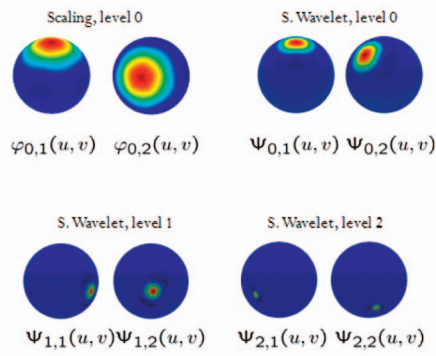 Scaling, level 0
S. Wavelet, level 0
φ0,1(u, v) φ0,2(u, v)
Ψ0,1(u, v) Ψ0,2(u, v)
S. Wavelet, level 1
S. Wavelet, level 2
Ψ1,1(u, v) Ψ1,2(u, v)
Ψ2,1(u, v) Ψ2,2(u, v)